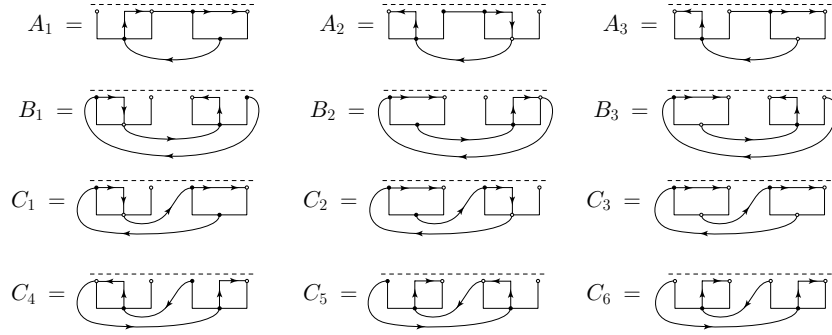 A₁ = A₂ = A₃ =
B₁ = B₂ = B₃ =
C₁ = C₂ = C₃ =
C₄ = C₅ = C₆ =